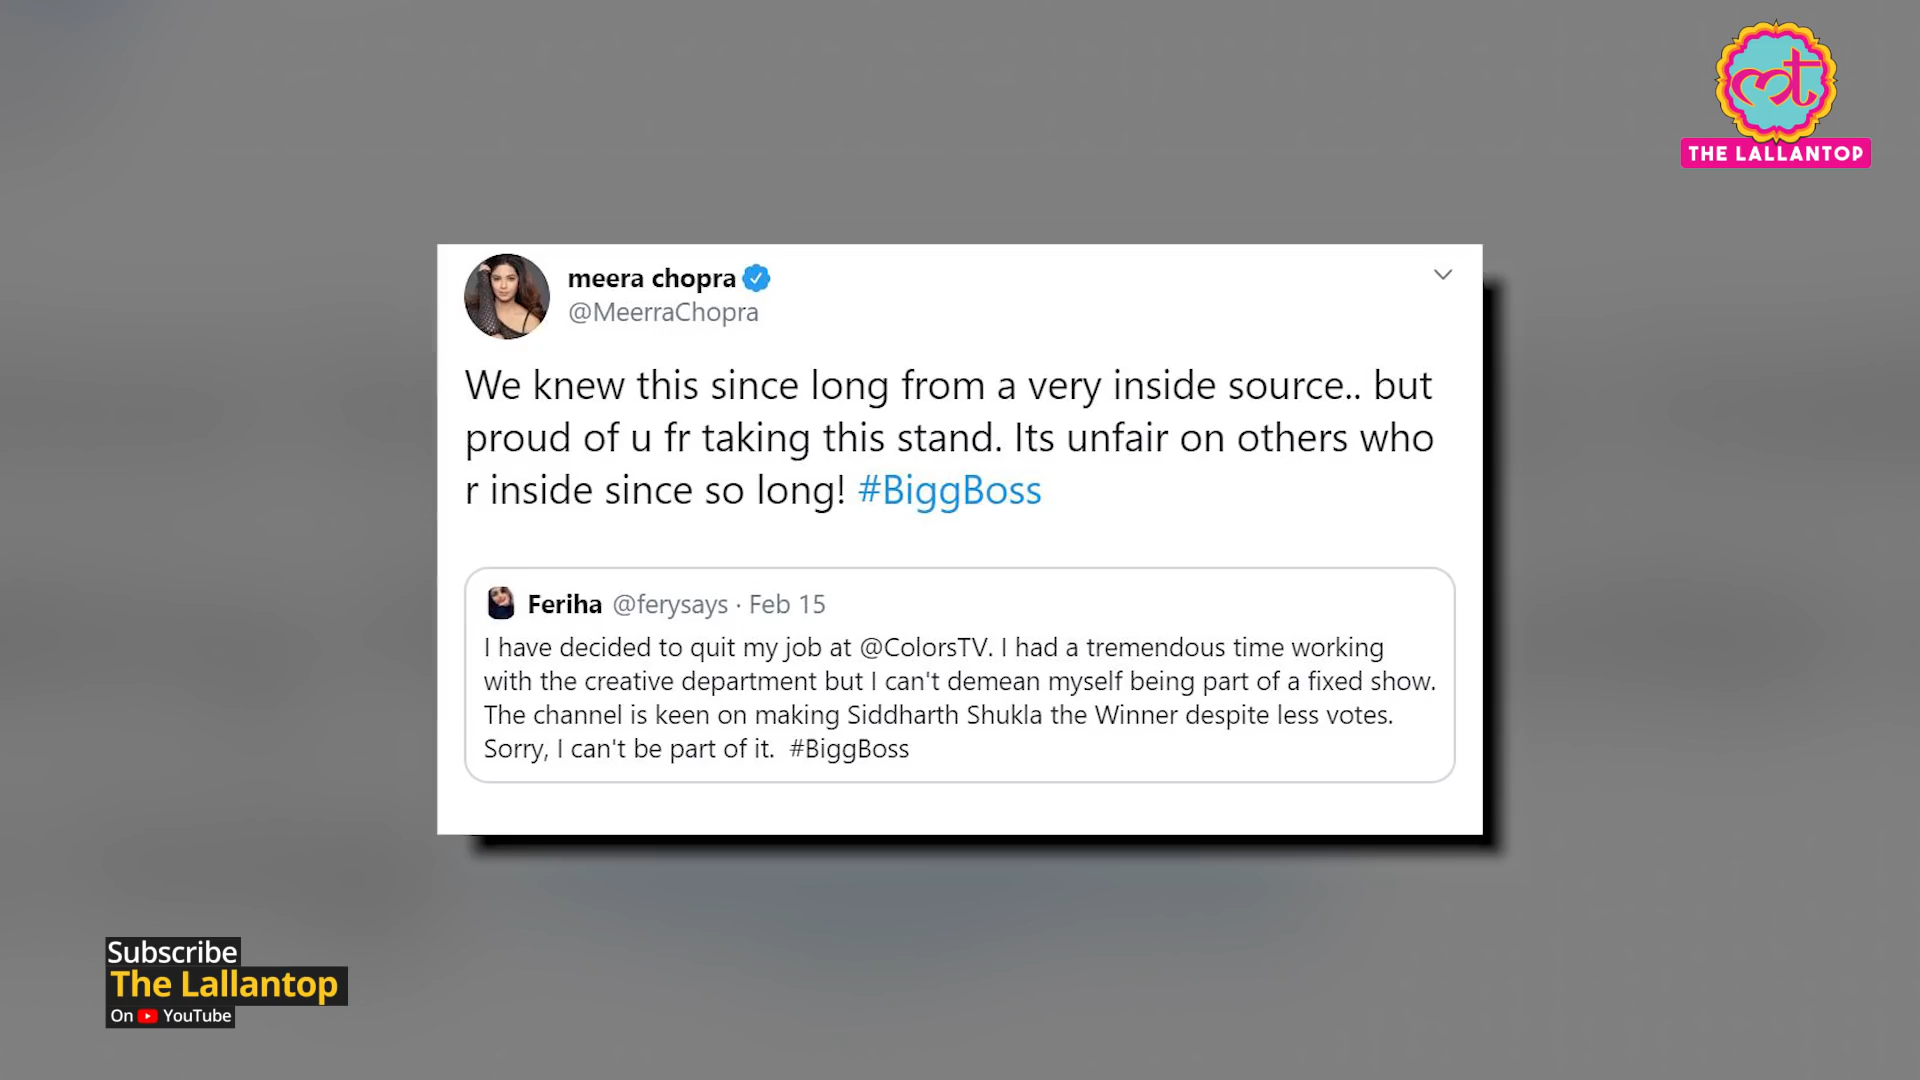 THE LALLANTOP
meera chopra
@MeerraChopra
We knew this since long from a very inside source.. but
proud of u fr taking this stand. Its unfair on others who
r inside since so long! #BiggBoss
Feriha @ferysays · Feb 15
I have decided to quit my job at @ColorsTV. I had a tremendous time working
with the creative department but I can't demean myself being part of a fixed show.
The channel is keen on making Siddharth Shukla the Winner despite less votes.
Sorry, I can't be part of it. #BiggBoss
Subscribe
The Lallantop
On YouTube